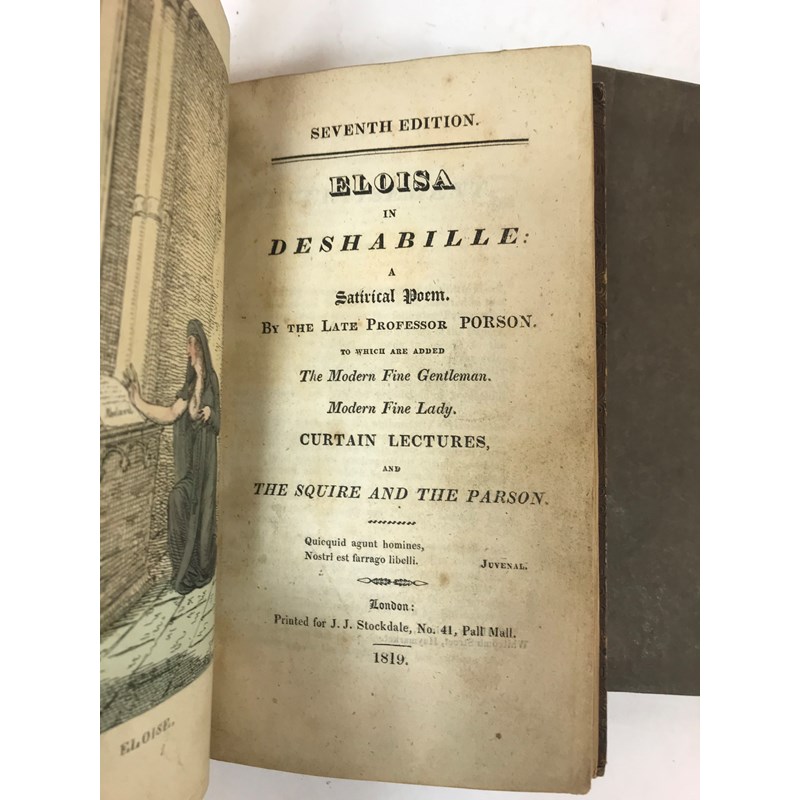 ELOISE.
SEVENTH EDITION.
ELOISA
IN
DESHABILLE:
A
Satirical Poem.
BY THE LATE PROFESSOR PORSON.
TO WHICH ARE ADDED
The Modern Fine Gentleman.
Modern Fine Lady.
CURTAIN LECTURES,
AND
THE SQUIRE AND THE PARSON.
Quicquid agunt homines,
Nostri est farrago libelli.
JUVENAL.
London:
Printed for J. J. Stockdale, No. 41, Pall Mall.
1819.